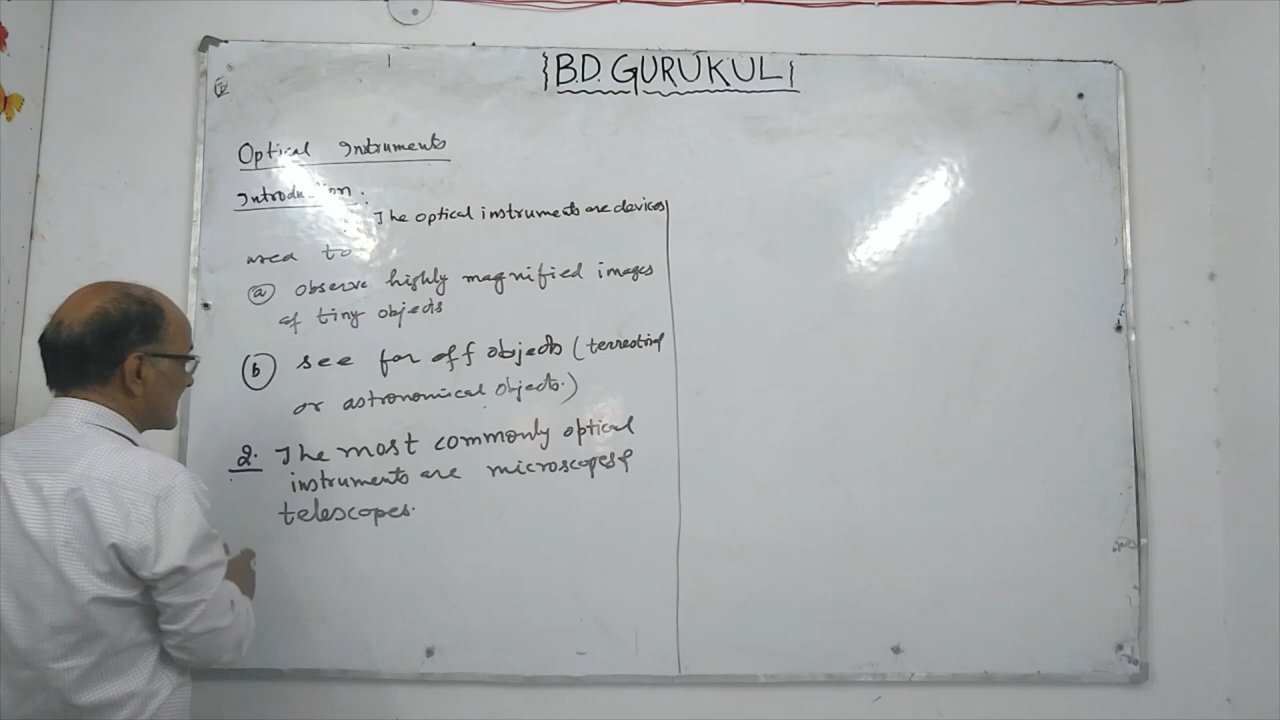 {B.D. GURUKUL}
Optical Instruments
Introduction:
The optical instruments are devices
used to
(a) observe highly magnified images
of tiny objects
(b) see far off objects (terrestrial
or astronomical objects.)
2. The most commonly optical
instruments are microscopes &
telescopes.